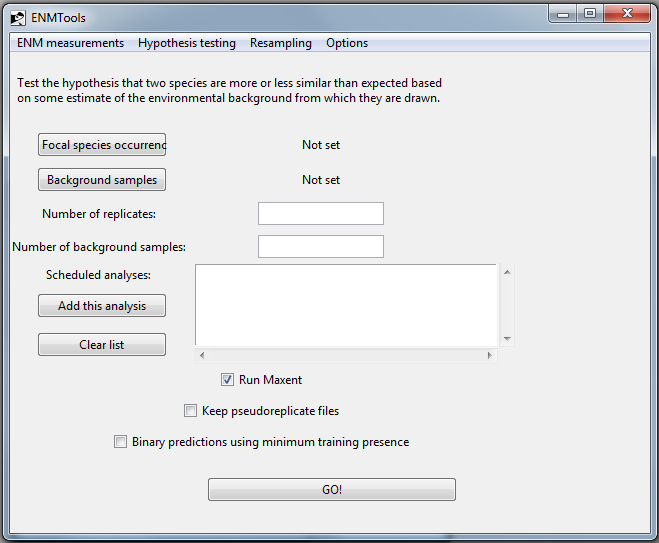 ENMTools
ENM measurements Hypothesis testing Resampling Options
Test the hypothesis that two species are more or less similar than expected based
on some estimate of the environmental background from which they are drawn.
Focal species occurrenc Not set
Background samples Not set
Number of replicates:
Number of background samples:
Scheduled analyses:
Add this analysis
Clear list
Run Maxent
Keep pseudoreplicate files
Binary predictions using minimum training presence
GO!